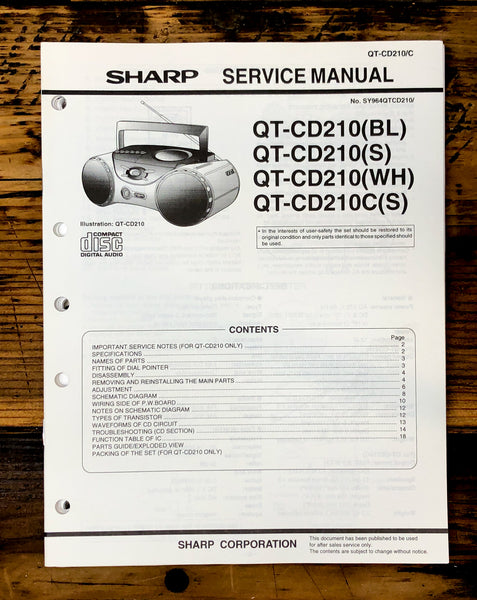 QT-CD210/C
SHARP SERVICE MANUAL
No. SY964QTCD210/
QT-CD210(BL)
QT-CD210(S)
QT-CD210(WH)
QT-CD210C(S)
Illustration: QT-CD210
COMPACT
disc
DIGITAL AUDIO
• In the interests of user-safety the set should be restored to its
original condition and only parts identical to those specified should
be used.
CONTENTS
Page
IMPORTANT SERVICE NOTES (FOR QT-CD210 ONLY) 2
SPECIFICATIONS 2
NAMES OF PARTS 3
FITTING OF DIAL POINTER 3
DISASSEMBLY 4
REMOVING AND REINSTALLING THE MAIN PARTS 4
ADJUSTMENT 6
SCHEMATIC DIAGRAM 8
WIRING SIDE OF P.W.BOARD 10
NOTES ON SCHEMATIC DIAGRAM 12
TYPES OF TRANSISTOR 12
WAVEFORMS OF CD CIRCUIT 13
TROUBLESHOOTING (CD SECTION) 14
FUNCTION TABLE OF IC 18
PARTS GUIDE/EXPLODED VIEW
PACKING OF THE SET (FOR QT-CD210 ONLY)
SHARP CORPORATION
This document has been published to be used
for after sales service only.
The contents are subject to change without notice.